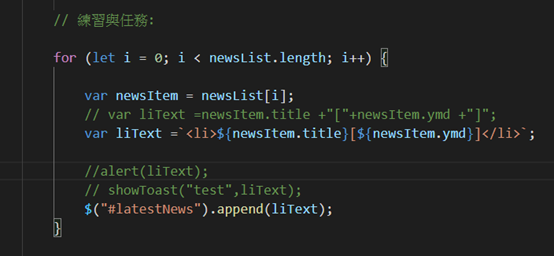 // 練習與任務:
for (let i = 0; i < newsList.length; i++) {
var newsItem = newsList[i];
// var liText =newsItem.title +"["+newsItem.ymd +"]";
var liText =`<li>${newsItem.title}[${newsItem.ymd}]</li>`;
//alert(liText);
// showToast("test",liText);
$("#latestNews").append(liText);
}